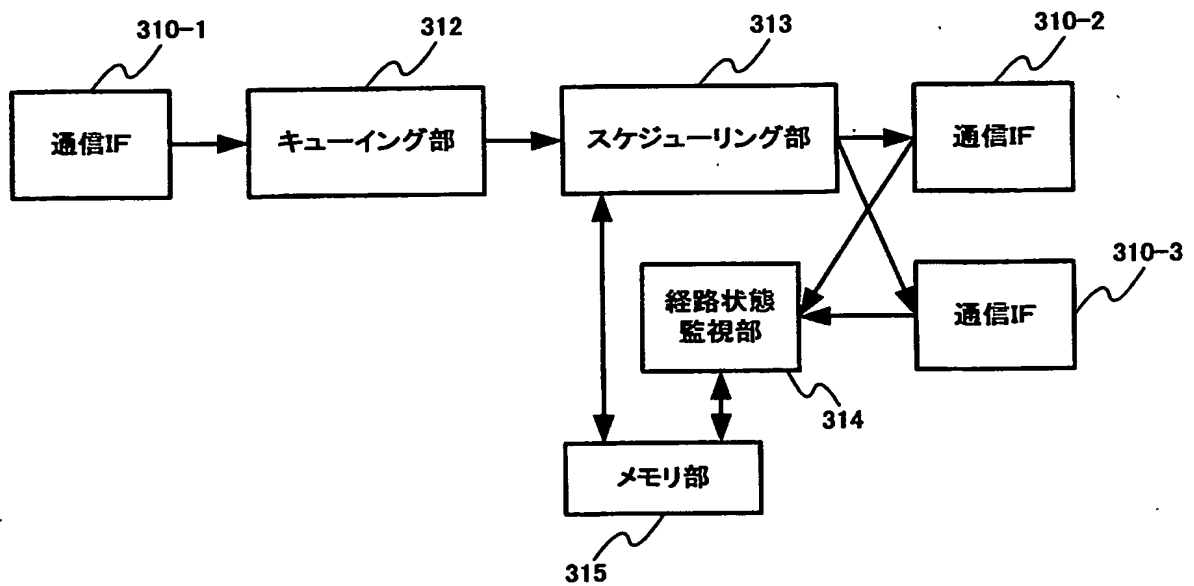 310-1
312
313
310-2
通信IF
キューイング部
スケジューリング部
通信IF
310-3
経路状態
監視部
通信IF
314
メモリ部
315